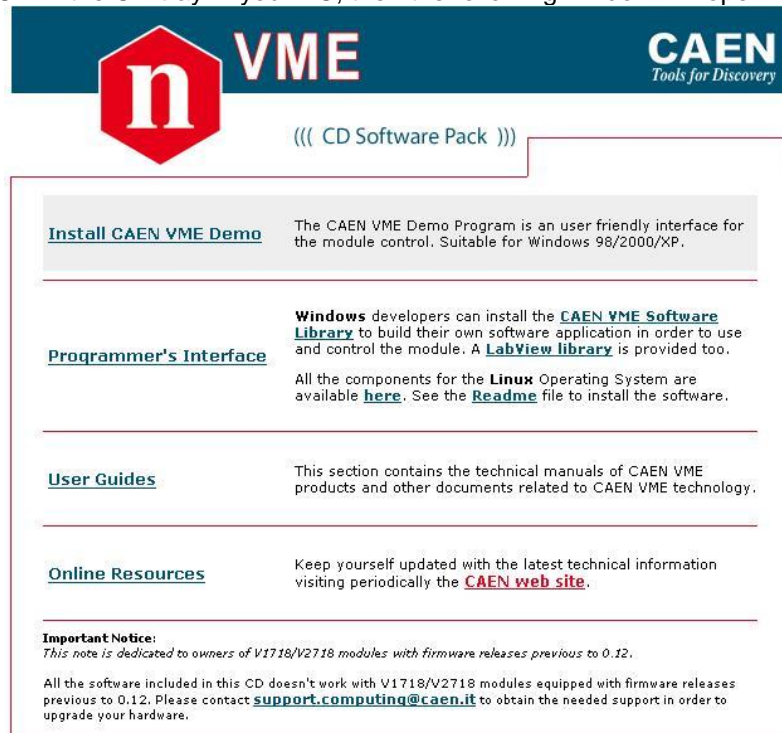 n VME CAEN
Tools for Discovery
((( CD Software Pack )))
Install CAEN VME Demo
The CAEN VME Demo Program is an user friendly interface for
the module control. Suitable for Windows 98/2000/XP.
Programmer's Interface
Windows developers can install the CAEN VME Software
Library to build their own software application in order to use
and control the module. A LabView library is provided too.
All the components for the Linux Operating System are
available here. See the Readme file to install the software.
User Guides
This section contains the technical manuals of CAEN VME
products and other documents related to CAEN VME technology.
Online Resources
Keep yourself updated with the latest technical information
visiting periodically the CAEN web site.
Important Notice:
This note is dedicated to owners of V1718/V2718 modules with firmware releases previous to 0.12.
All the software included in this CD doesn't work with V1718/V2718 modules equipped with firmware releases
previous to 0.12. Please contact support.computing@caen.it to obtain the needed support in order to
upgrade your hardware.